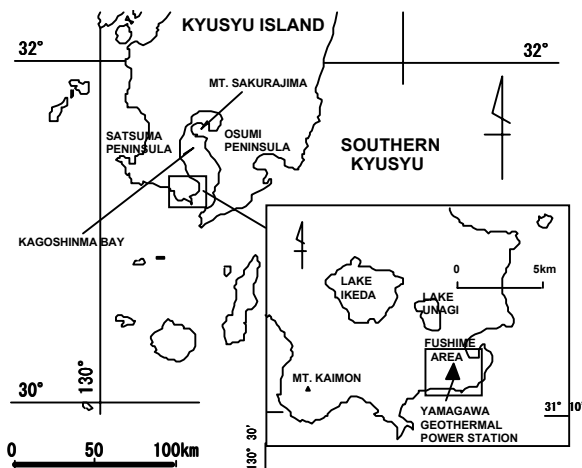 KYUSYU ISLAND
32°
32°
MT. SAKURAJIMA
SATSUMA
PENINSULA
OSUMI
PENINSULA
SOUTHERN
KYUSYU
KAGOSHINMA BAY
LAKE
IKEDA
0 5km
LAKE
UNAGI
FUSHIME
AREA
MT. KAIMON
YAMAGAWA
GEOTHERMAL
POWER STATION
31° 10'
130° 30'
30°
130°
0 50 100km